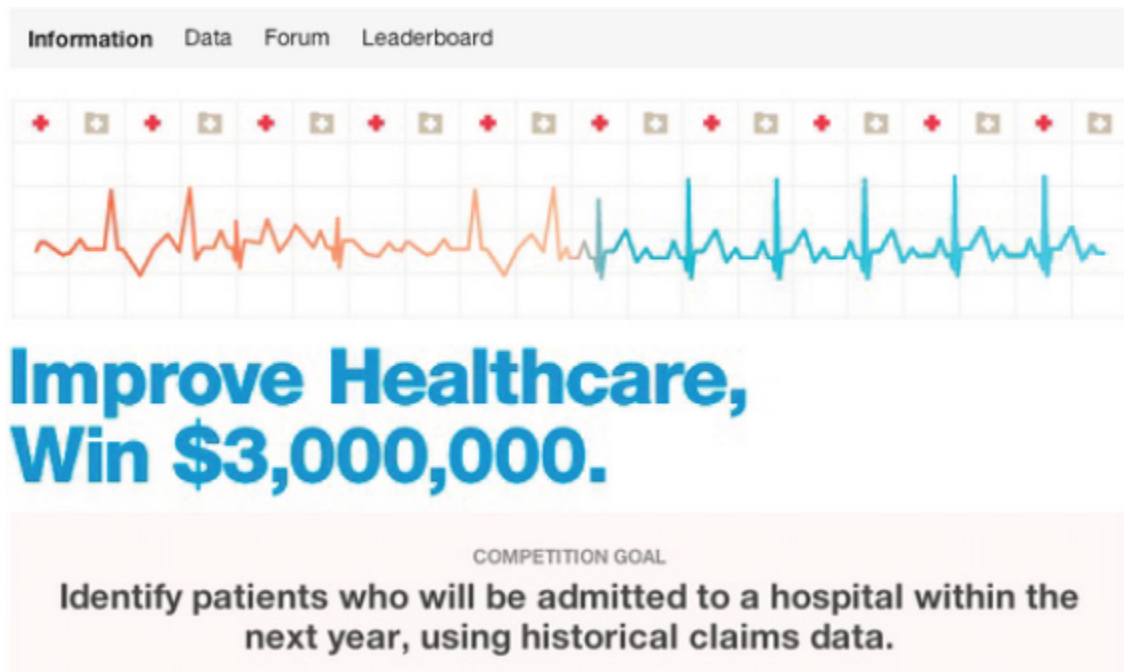 Information Data Forum Leaderboard
Improve Healthcare,
Win $3,000,000.
COMPETITION GOAL
Identify patients who will be admitted to a hospital within the
next year, using historical claims data.